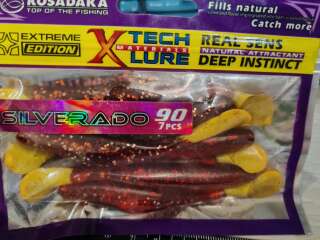 ROSADAKA
TOP OF THE FISHING
Fills natural
Catch more!
EXTREME
EDITION
X TECH
MATERIALS
LURE
REAL SENS
NATURAL ATTRACTANT
DEEP INSTINCT
SILVERADO
90
7PCS